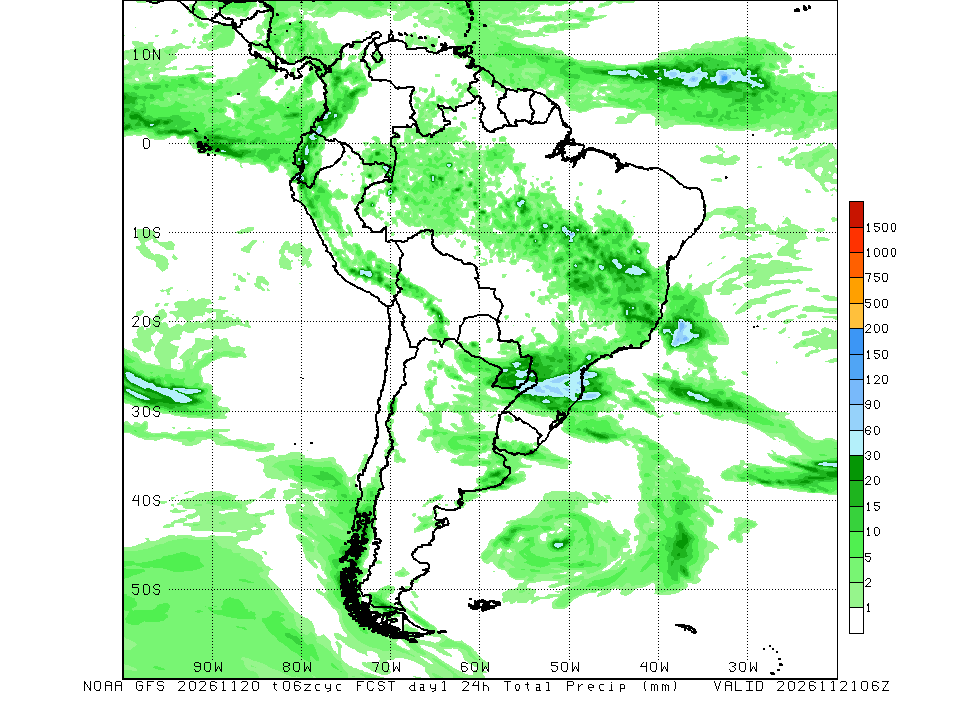 10N
0
10S
20S
30S
40S
50S
90W 80W 70W 60W 50W 40W 30W
1500
1000
750
500
200
150
120
90
60
30
20
15
10
5
2
1
NOAA GFS 20261120 t06zcyc FCST day1 24h Total Precip (mm) VALID 2026112106Z